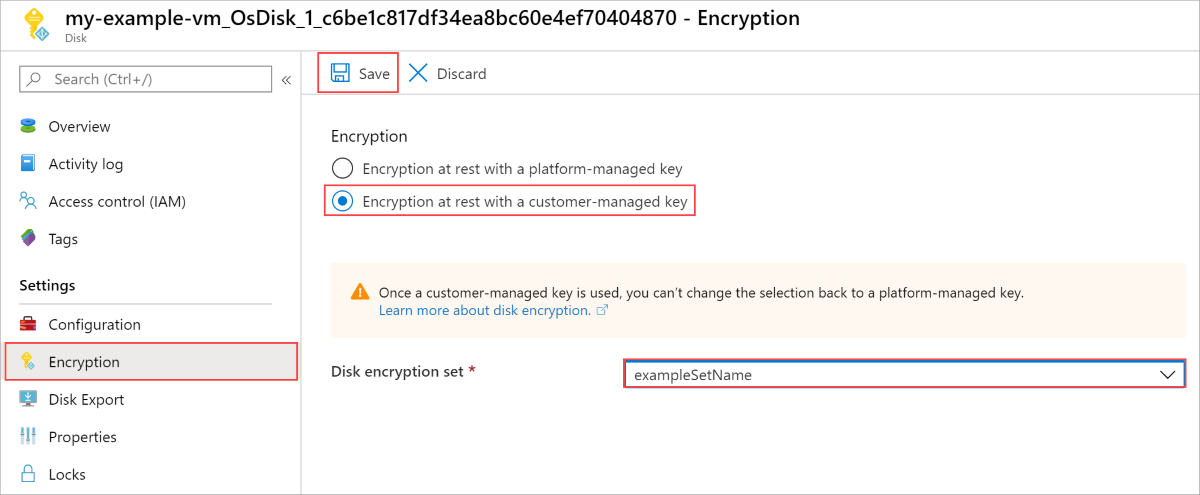 my-example-vm_OsDisk_1_c6be1c817df34ea8bc60e4ef70404870 - Encryption
Disk
Search (Ctrl+/)
«
Overview
Activity log
Access control (IAM)
Tags
Settings
Configuration
Encryption
Disk Export
Properties
Locks
Save Discard
Encryption
Encryption at rest with a platform-managed key
Encryption at rest with a customer-managed key
Once a customer-managed key is used, you can't change the selection back to a platform-managed key.
Learn more about disk encryption.
Disk encryption set *
exampleSetName